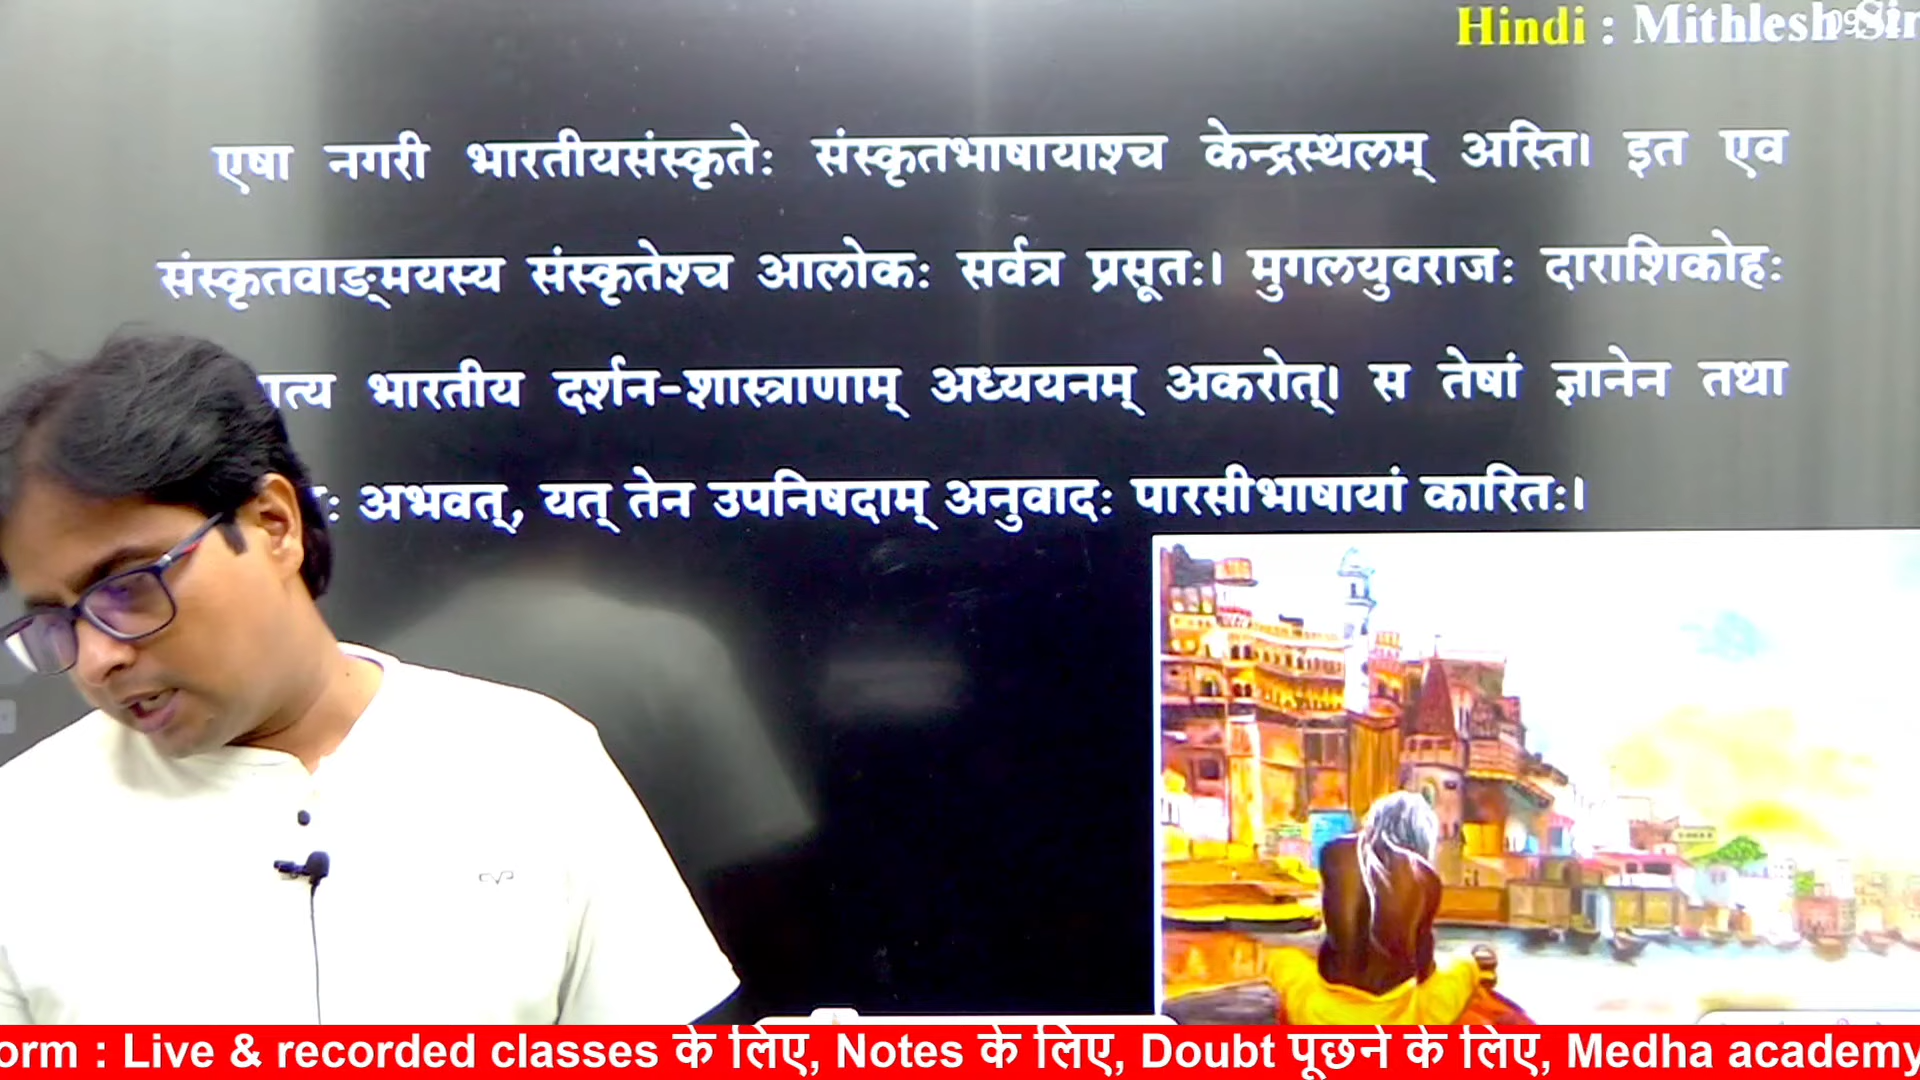 Hindi : Mithlesh Sir
एषा नगरी भारतीयसंस्कृतेः संस्कृतभाषायाश्च केन्द्रस्थलम् अस्ति। इत एव
संस्कृतवाङ्मयस्य संस्कृतेश्च आलोकः सर्वत्र प्रसूतः। मुगलयुवराजः दाराशिकोहः
भारतीय दर्शन-शास्त्राणाम् अध्ययनम् अकरोत्। स तेषां ज्ञानेन तथा
अभवत्, यत् तेन उपनिषदाम् अनुवादः पारसीभाषायां कारितः।
orm : Live & recorded classes के लिए, Notes के लिए, Doubt पूछने के लिए, Medha academy